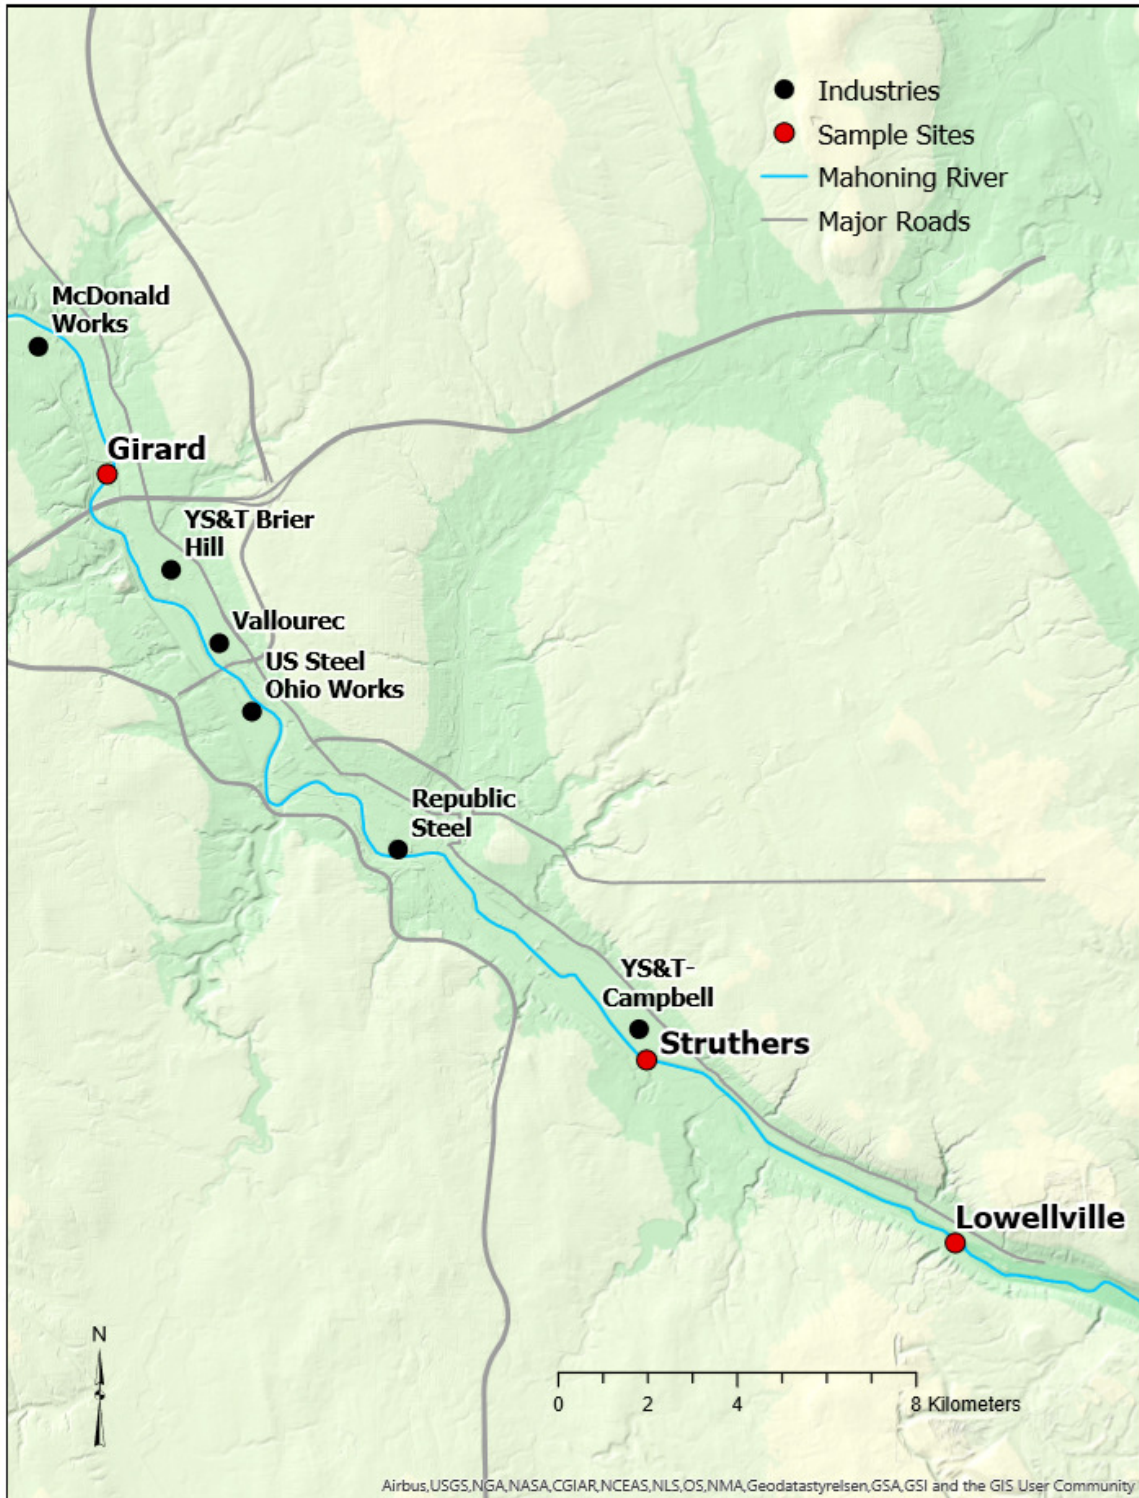 Industries
Sample Sites
Mahoning River
Major Roads
McDonald
Works
Girard
YS&T Brier
Hill
Vallourec
US Steel
Ohio Works
Republic
Steel
YS&T-
Campbell
Struthers
Lowellville
N
0 2 4 8 Kilometers
Airbus,USGS,NGA,NASA,CGIAR,NCEAS,NLS,OS,NMA,Geodatastyrelsen,GSA,GSI and the GIS User Community